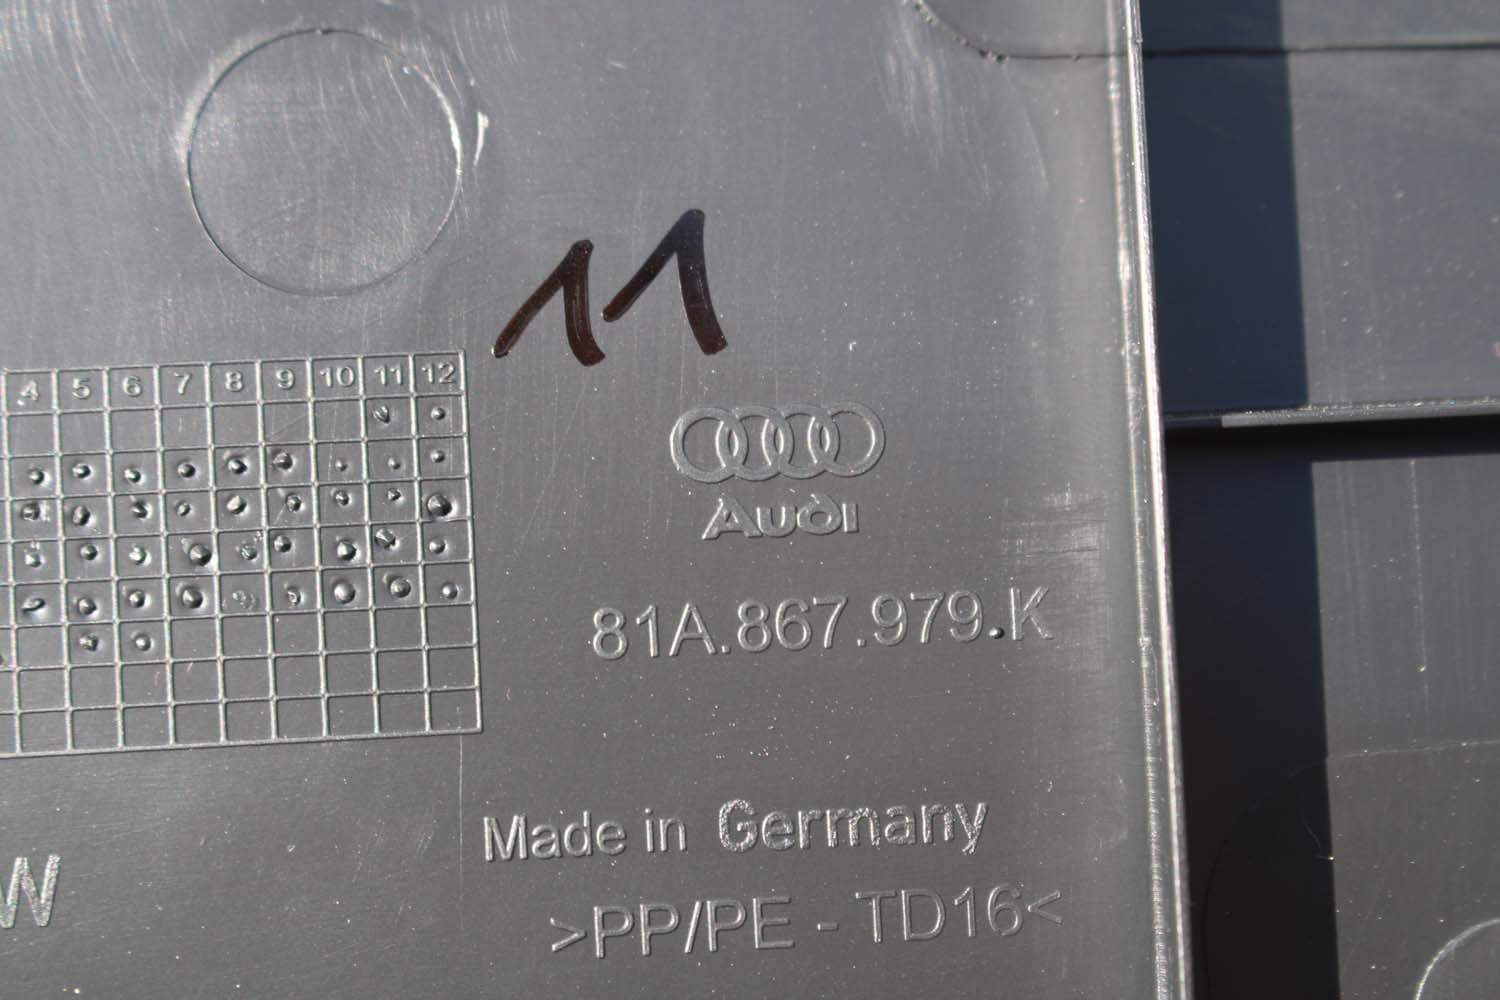 11
4 5 6 7 8 9 10 11 12
Audi
81A.867.979.K
Made in Germany
W
>PP/PE - TD16<